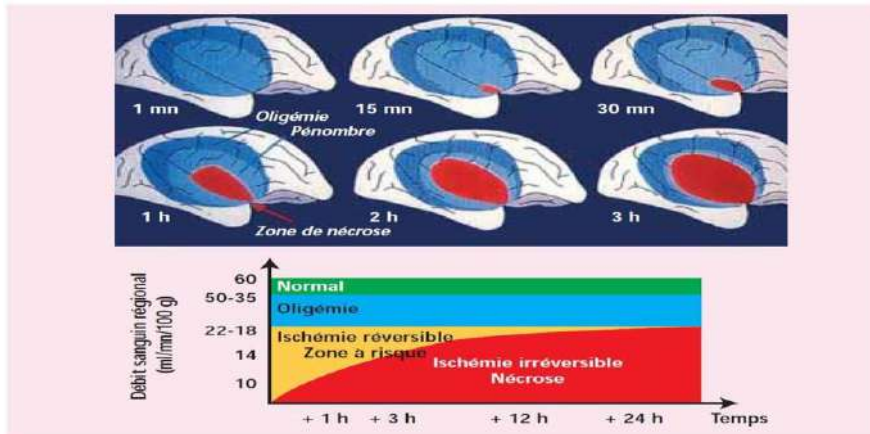 1 mn
15 mn
30 mn
Oligémie
Pénombre
1 h
2 h
3 h
Zone de nécrose
Débit sanguin régional
(ml/mn/100 g)
60
50-35
22-18
14
10
Normal
Oligémie
Ischémie réversible
Zone à risque
Ischémie irréversible
Nécrose
+ 1 h
+ 3 h
+ 12 h
+ 24 h
Temps